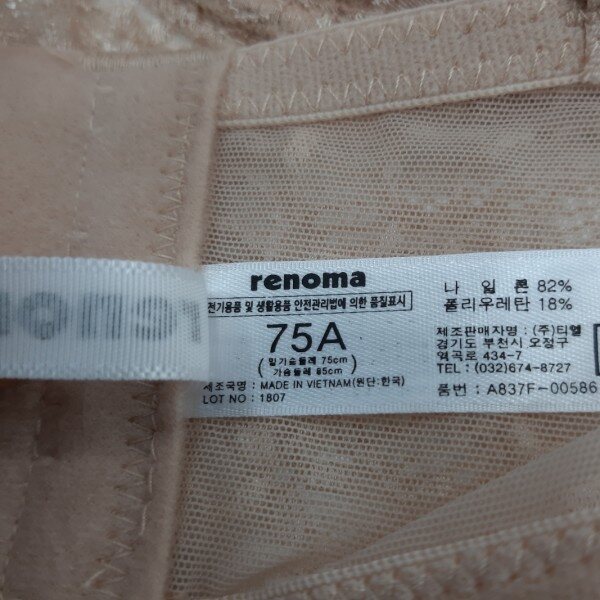 renoma
전기용품 및 생활용품 안전관리법에 의한 품질표시
75A
(밑가슴둘레 75cm)
(가슴둘레 85cm)
제조국명 : MADE IN VIETNAM(원단:한국)
LOT NO : 1807
나 일 론 82%
폴리우레탄 18%
제조판매자명 : (주)티엘
경기도 부천시 오정구
역곡로 434-7
TEL : (032)674-8727
품번 : A837F-00586